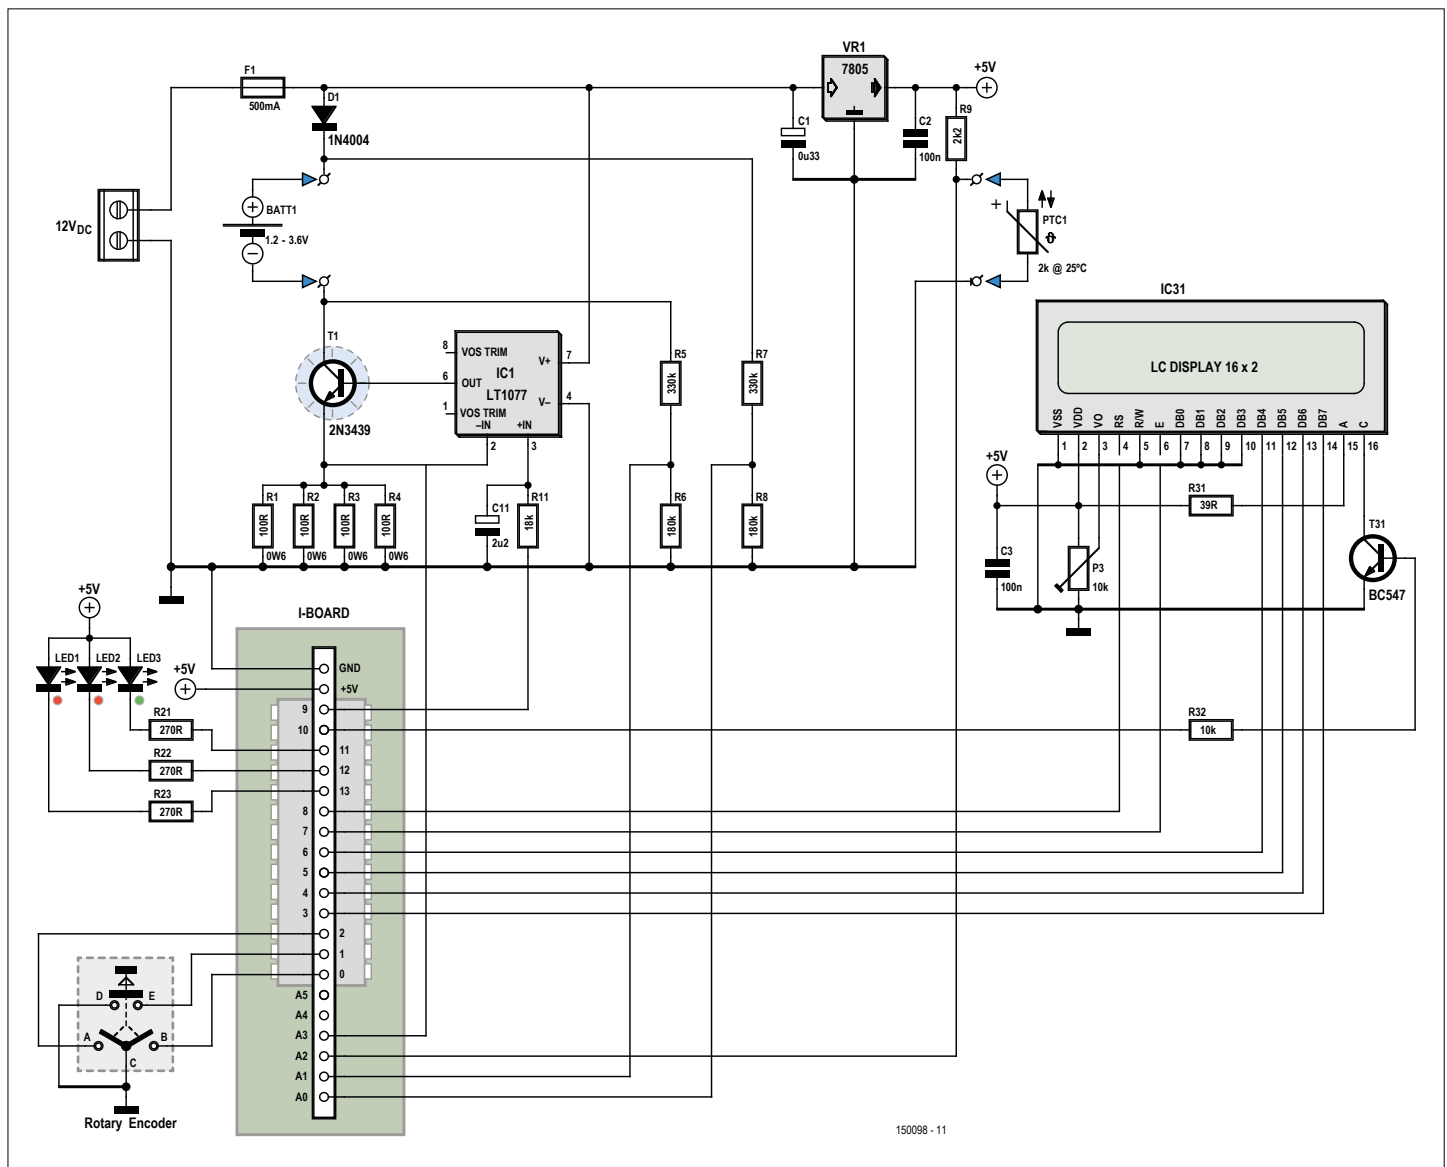 F1
500mA
D1
1N4004
VR1
7805
+5V
C1
0u33
C2
100n
R9
2k2
12VDC
+
BATT1
1.2 - 3.6V
−
+
PTC1
ϑ
2k @ 25ºC
T1
2N3439
8
VOS TRIM
V+
7
IC1
6
OUT
LT1077
V–
4
1
VOS TRIM
–IN
+IN
2
3
R5
330k
R7
330k
R1
100R
0W6
R2
100R
0W6
R3
100R
0W6
R4
100R
0W6
C11
2u2
R11
18k
R6
180k
R8
180k
IC31
LC DISPLAY 16 x 2
VSS
VDD
VO
RS
R/W
E
DB0
DB1
DB2
DB3
DB4
DB5
DB6
DB7
A
C
1
2
3
4
5
6
7
8
9
10
11
12
13
14
15
16
+5V
R31
39R
C3
100n
P3
10k
T31
BC547
R32
10k
+5V
LED1
LED2
LED3
+5V
R21
270R
R22
270R
R23
270R
I-BOARD
GND
+5V
9
10
11
12
13
8
7
6
5
4
3
2
1
0
A5
A4
A3
A2
A1
A0
D
E
A
B
C
Rotary Encoder
150098 - 11